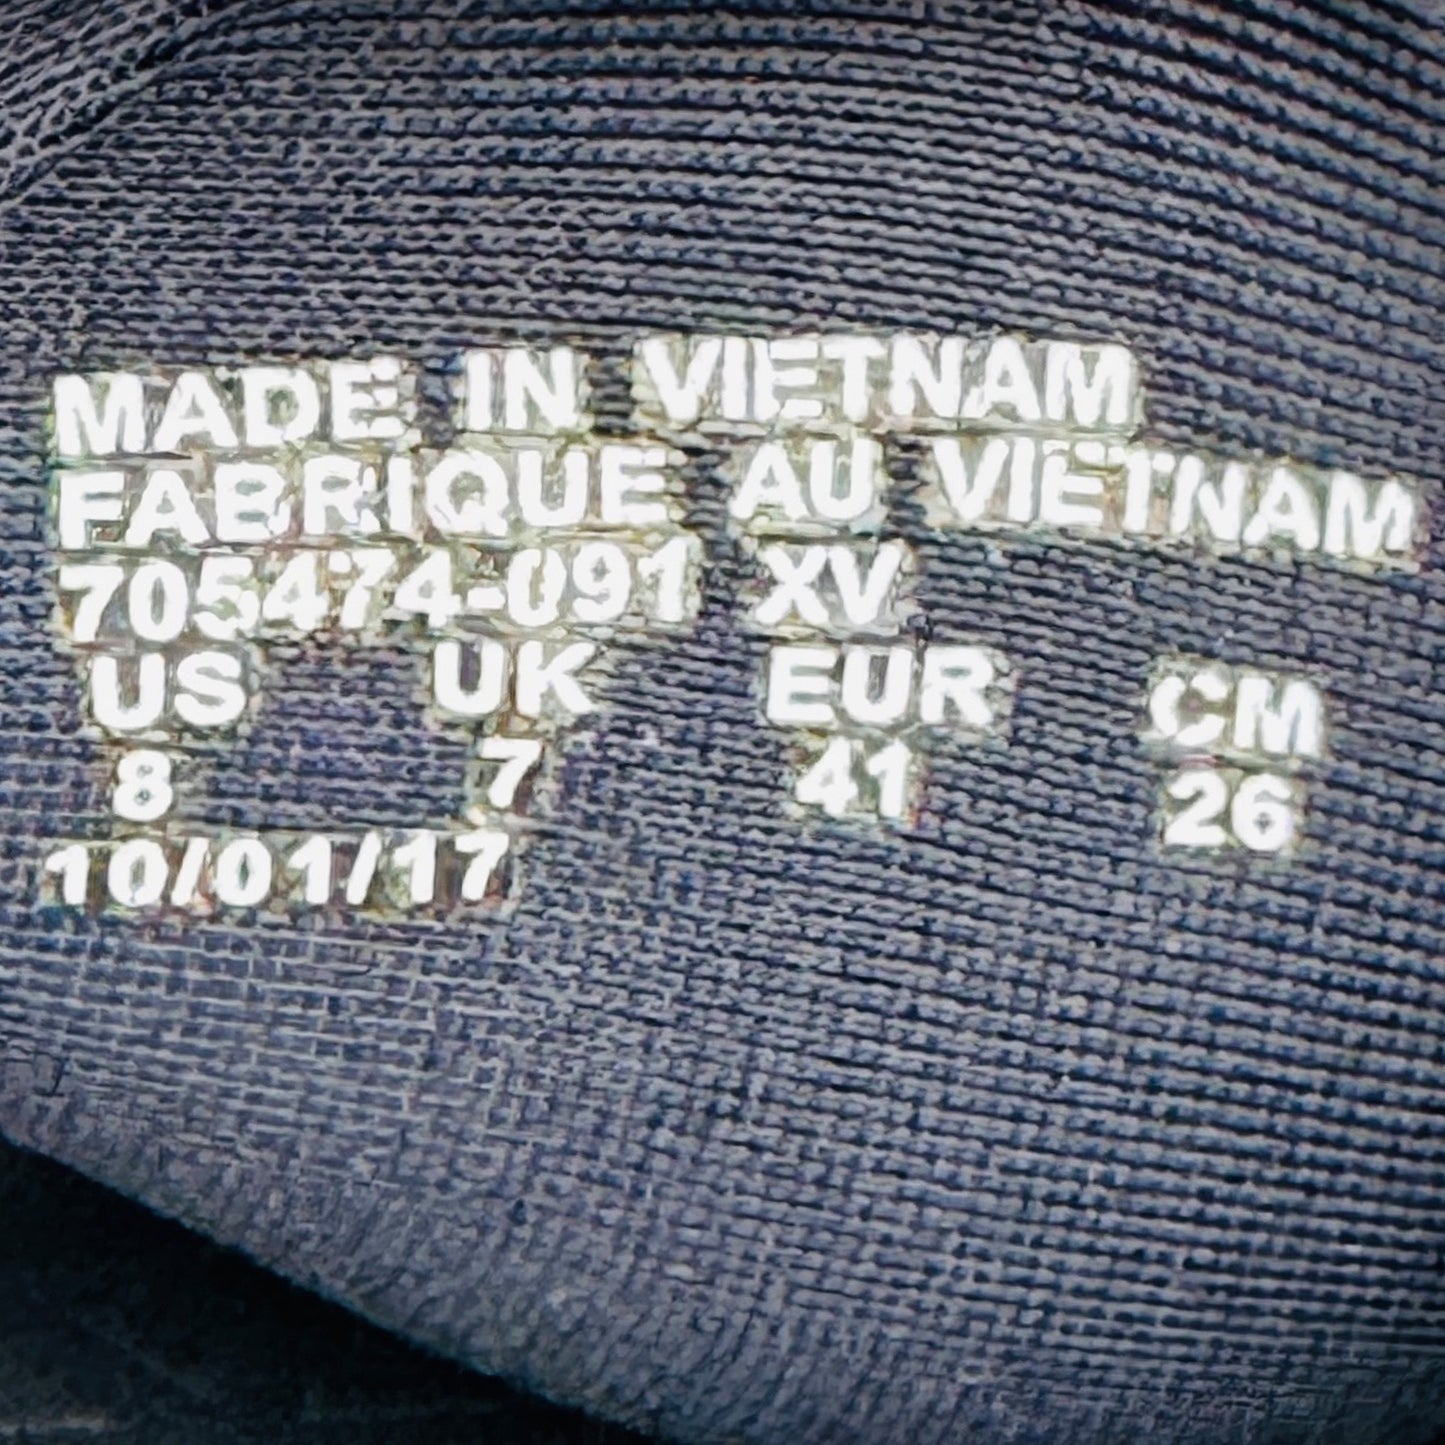 MADE IN VIETNAM
FABRIQUE AU VIETNAM
705474-091 XV
US UK EUR CM
8 7 41 26
10/01/17